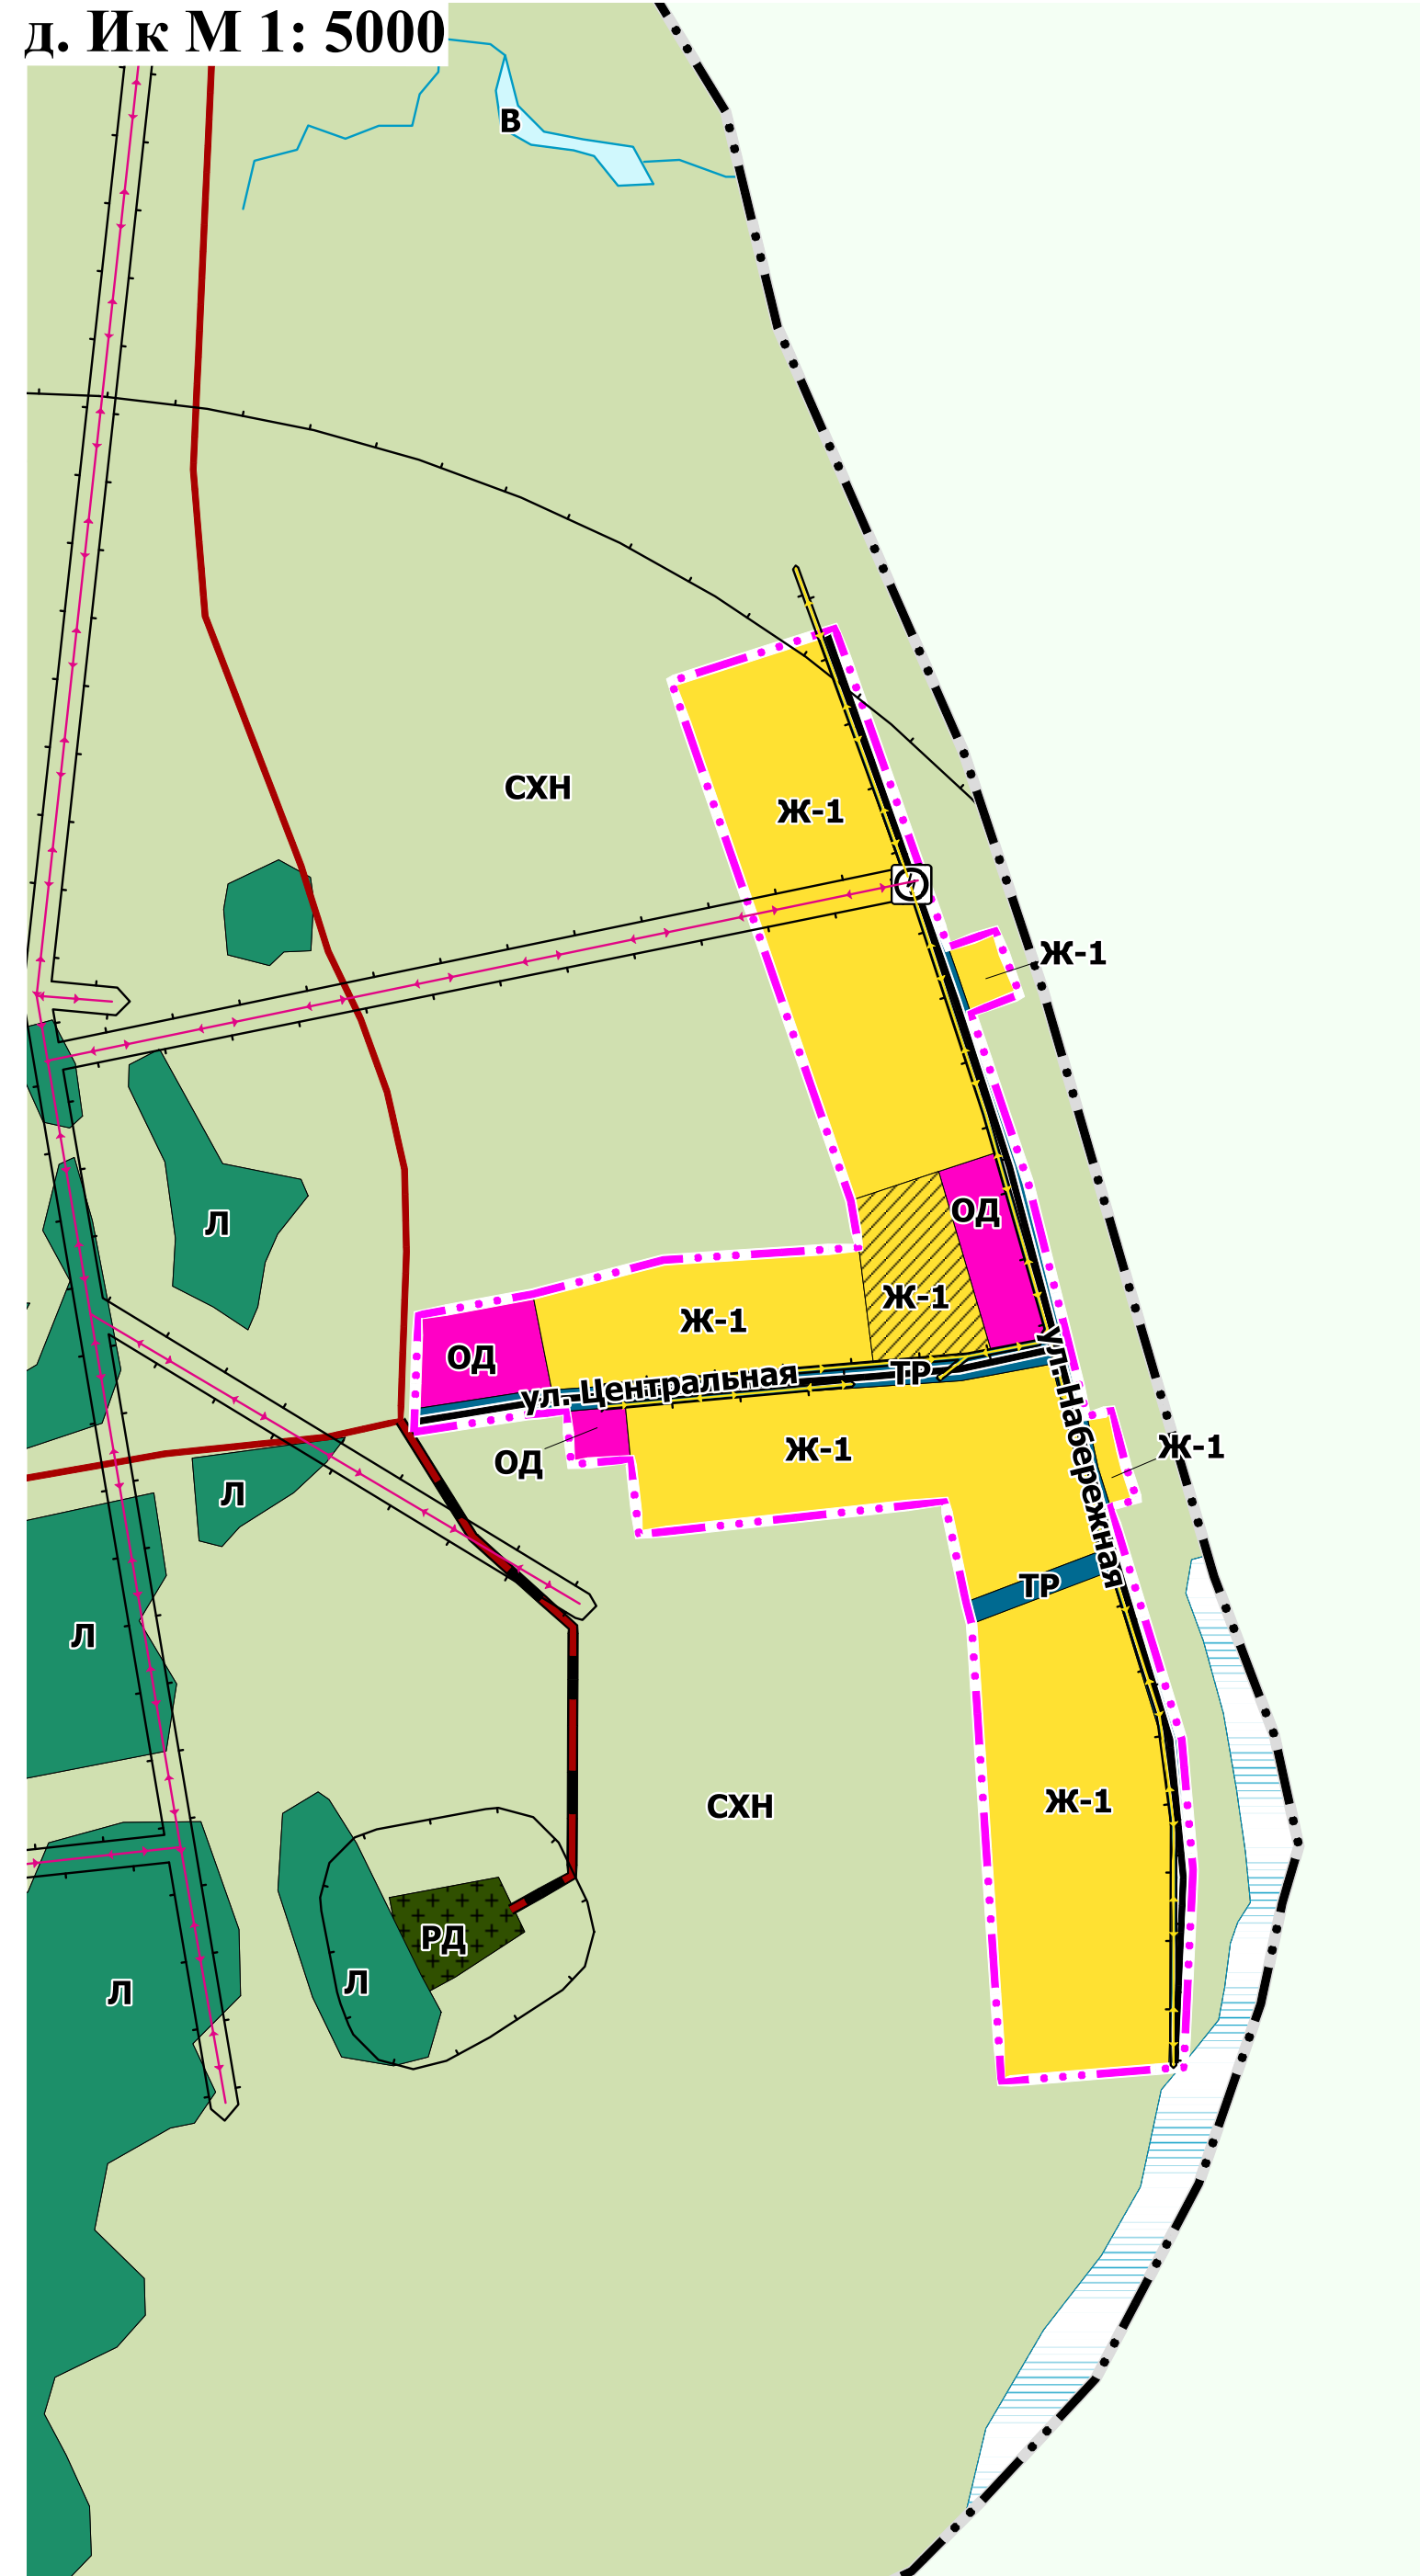 д. Ик М 1: 5000
В
СХН
Ж-1
Ж-1
ОД
Л
Ж-1
Ж-1
ОД
ул. Центральная
ТР
ул. Набережная
Ж-1
Ж-1
ОД
Л
ТР
Л
Ж-1
СХН
РД
Л
Л